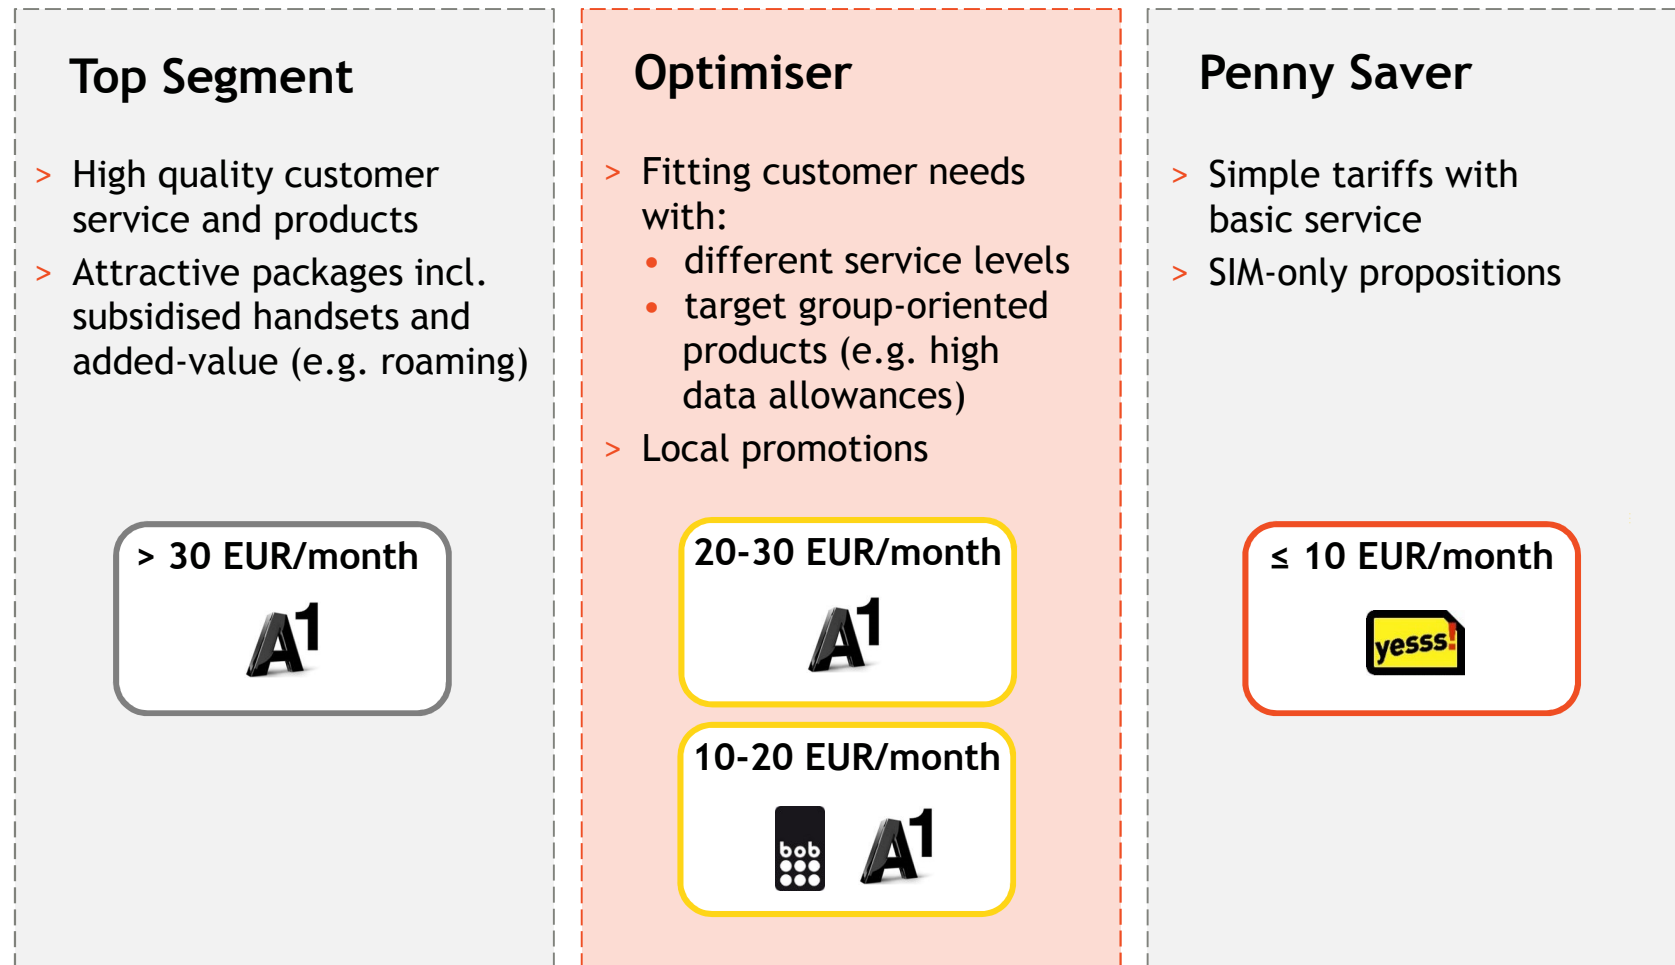 Top Segment
> High quality customer
service and products
> Attractive packages incl.
subsidised handsets and
added-value (e.g. roaming)
> 30 EUR/month
A1
Optimiser
> Fitting customer needs
with:
• different service levels
• target group-oriented
products (e.g. high
data allowances)
> Local promotions
20-30 EUR/month
A1
10-20 EUR/month
bob A1
Penny Saver
> Simple tariffs with
basic service
> SIM-only propositions
≤ 10 EUR/month
yesss!